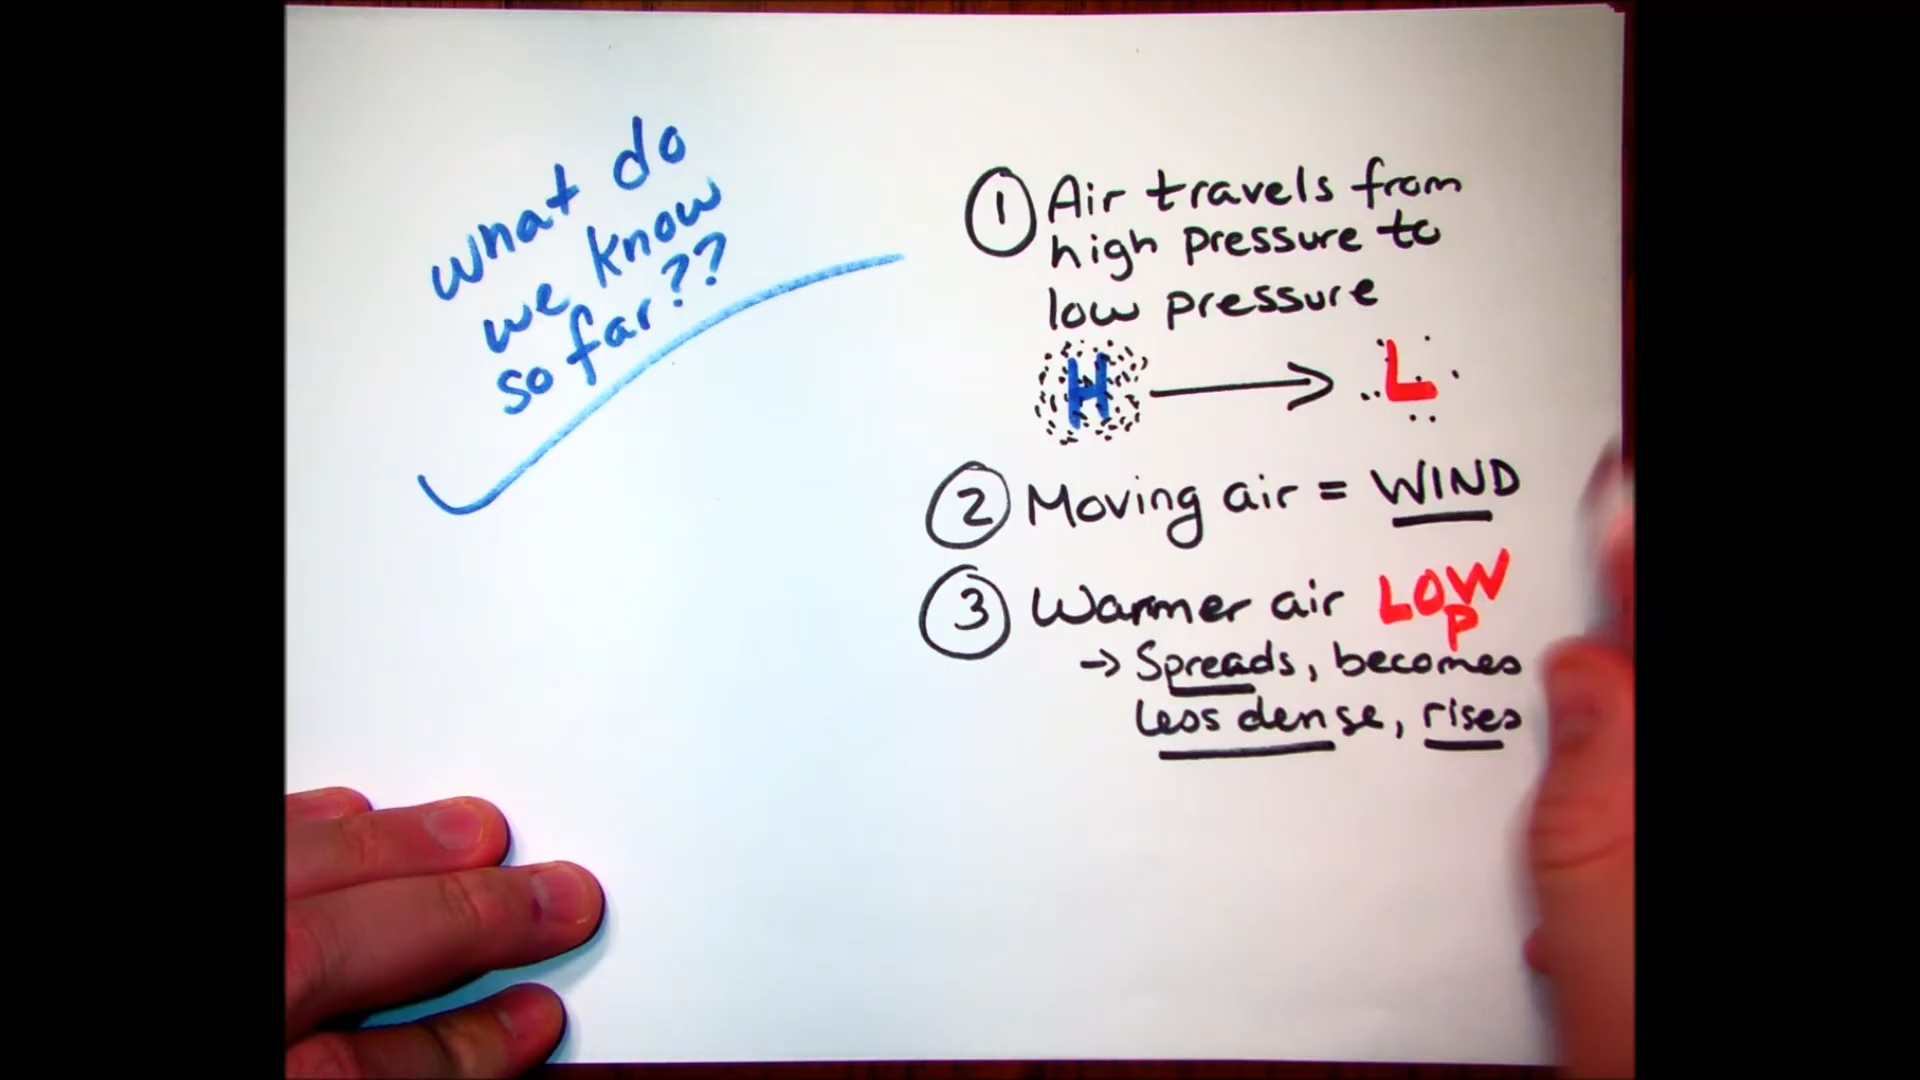 what do
we know
so far??
1 Air travels from
high pressure to
low pressure
H → L
2 Moving air = WIND
3 Warmer air LOW
P
→ Spreads, becomes
less dense, rises